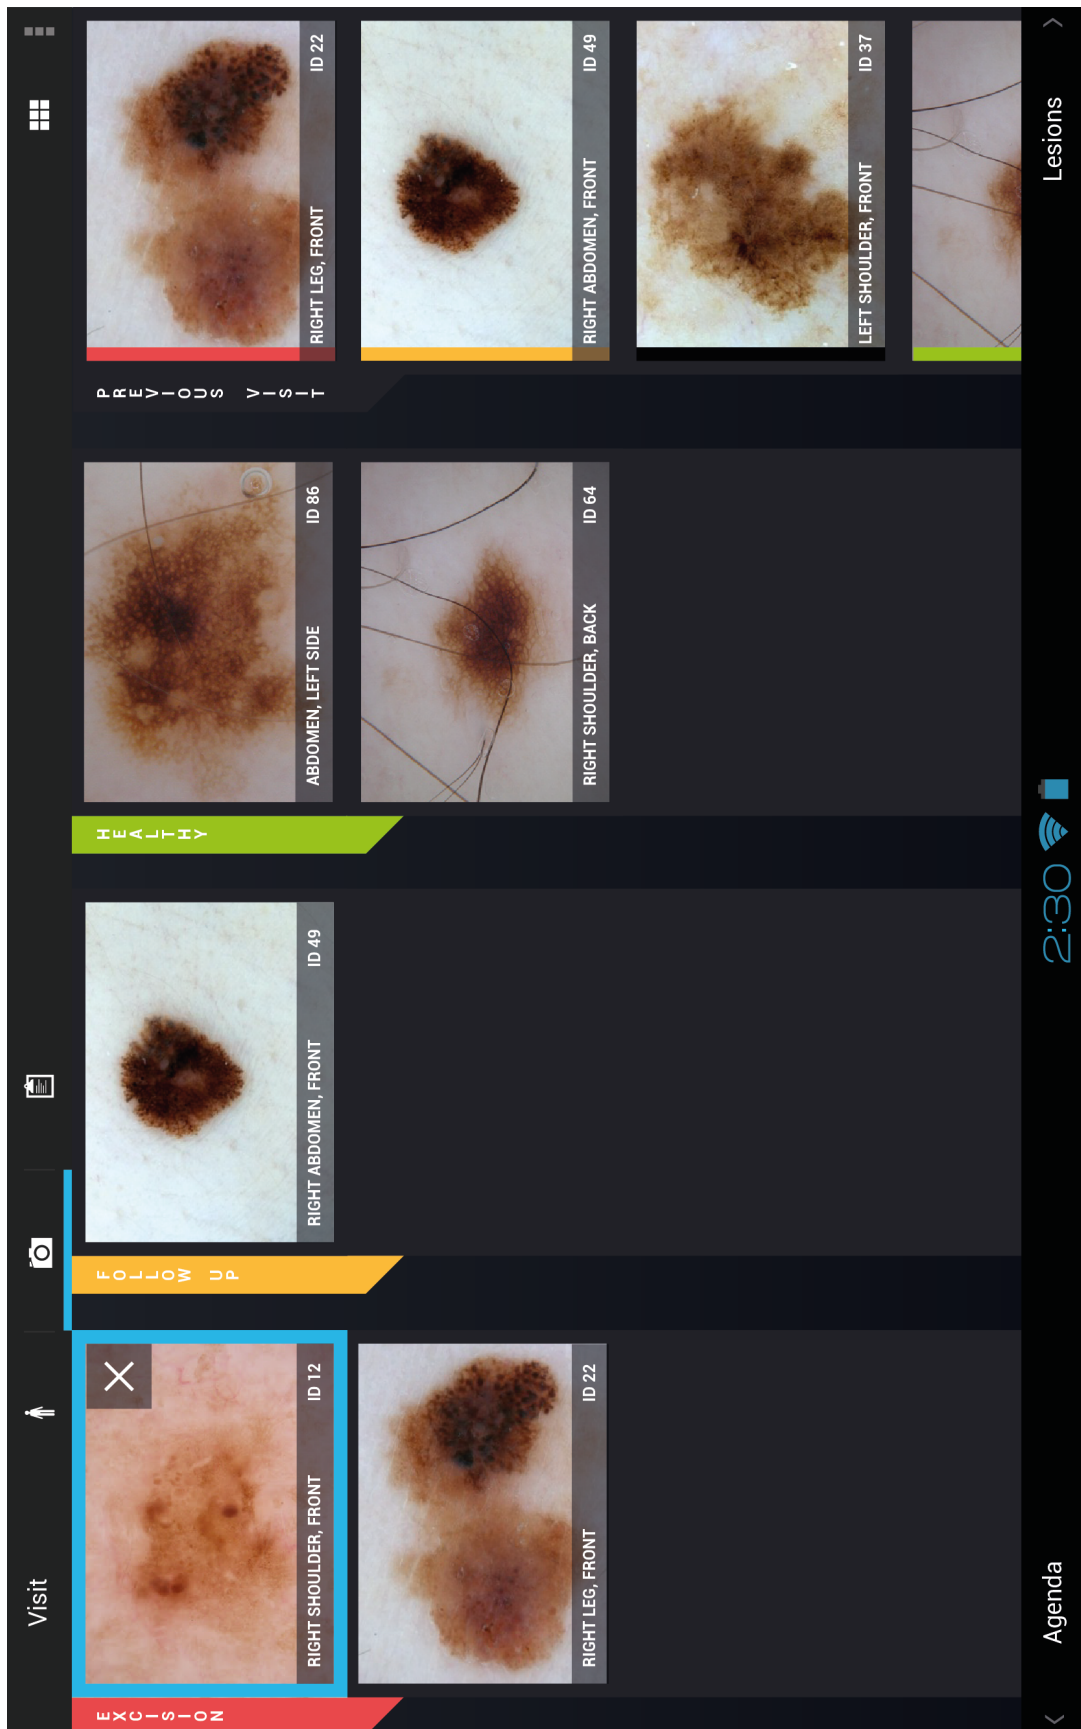 Visit
EXCISION
RIGHT SHOULDER, FRONT ID 12
RIGHT LEG, FRONT ID 22
FOLLOW UP
RIGHT ABDOMEN, FRONT ID 49
HEALTHY
ABDOMEN, LEFT SIDE ID 86
RIGHT SHOULDER, BACK ID 64
PREVIOUS VISIT
RIGHT LEG, FRONT ID 22
RIGHT ABDOMEN, FRONT ID 49
LEFT SHOULDER, FRONT ID 37
Agenda
2:30
Lesions